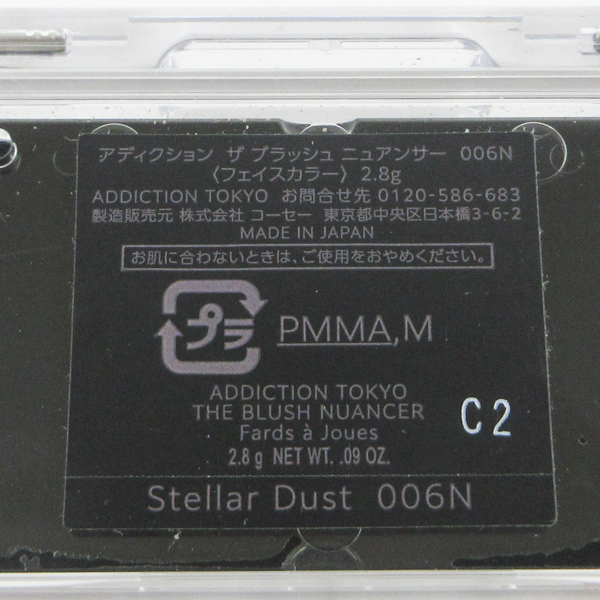 アディクション ザ ブラッシュ ニュアンサー 006N
〈フェイスカラー〉 2.8g
ADDICTION TOKYO お問合せ先 0120-586-683
製造販売元 株式会社 コーセー 東京都中央区日本橋3-6-2
MADE IN JAPAN
お肌に合わないときは、ご使用をおやめください。
プラ PMMA,M
ADDICTION TOKYO
THE BLUSH NUANCER
Fards à Joues
2.8 g NET WT. .09 OZ.
C2
Stellar Dust 006N